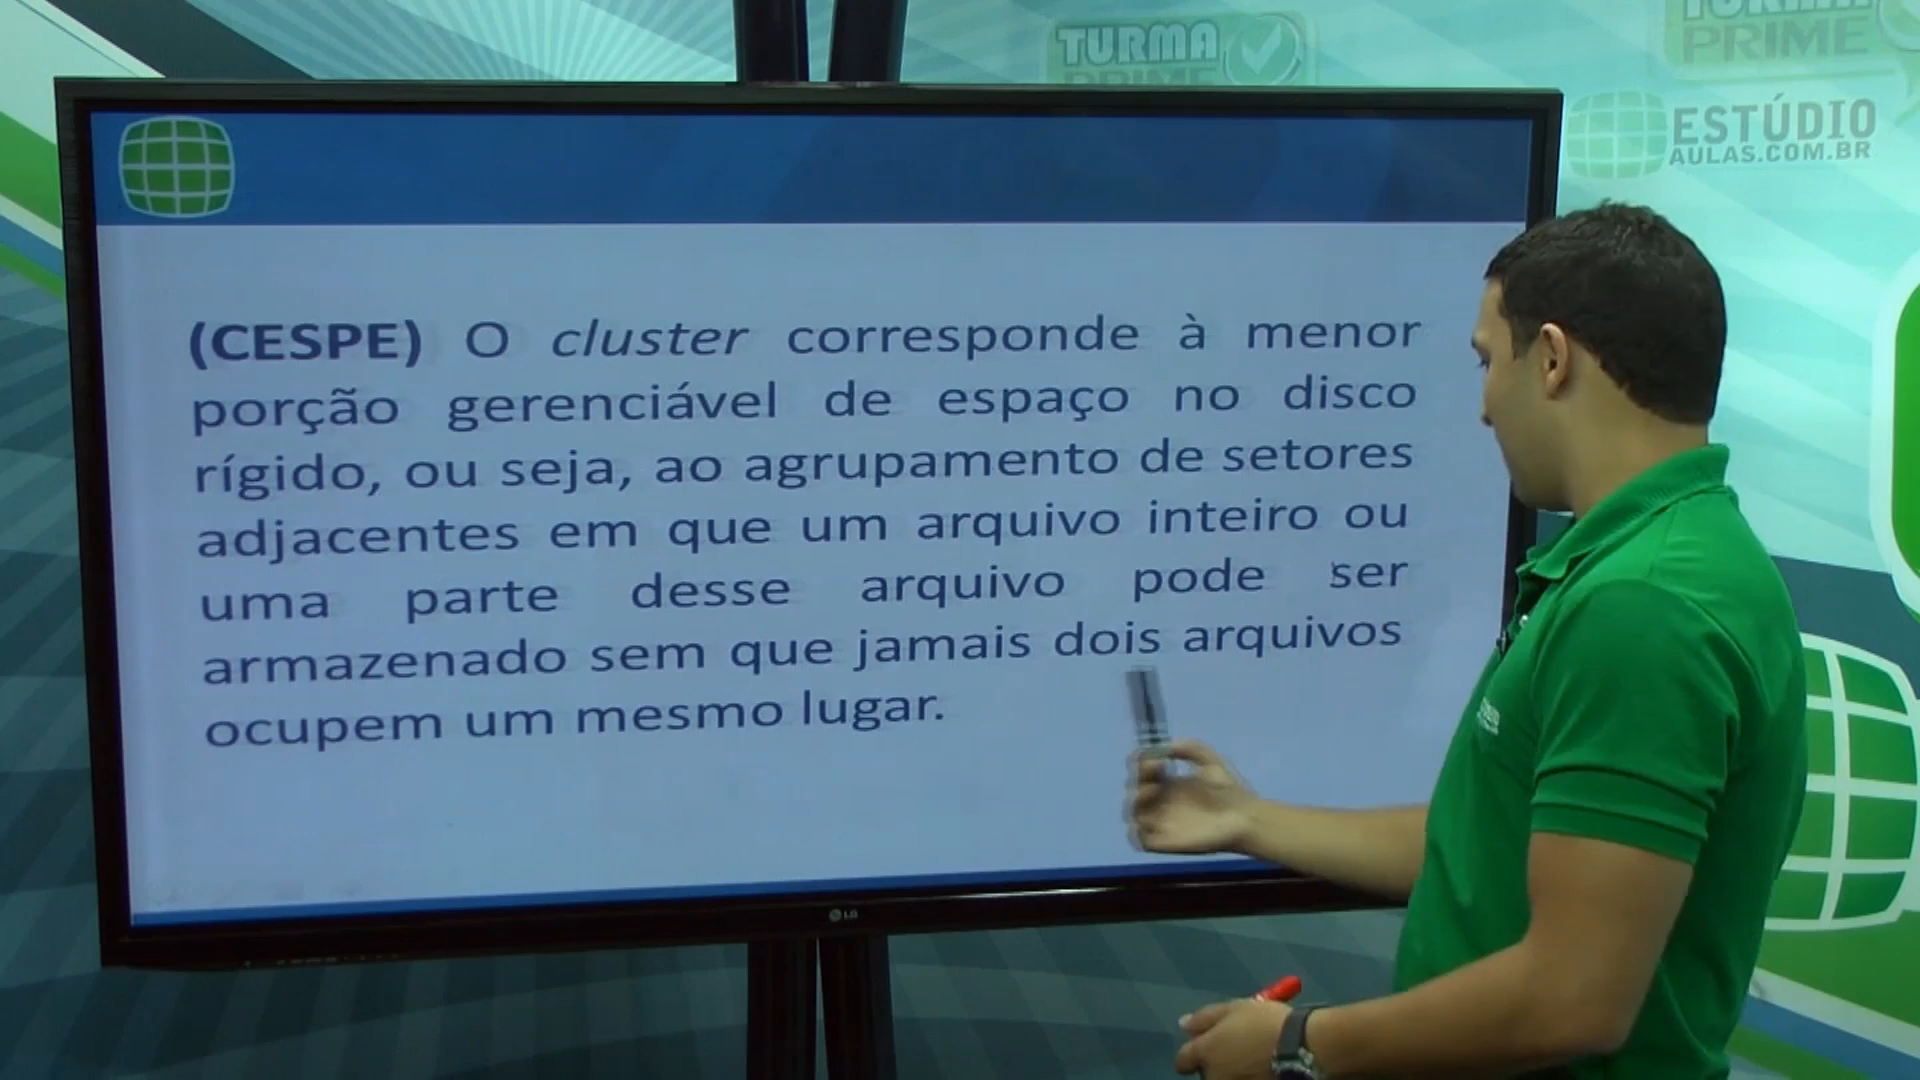 TURMA
PRIME
TURMA
PRIME
ESTÚDIO
AULAS.COM.BR
(CESPE) O cluster corresponde à menor
porção gerenciável de espaço no disco
rígido, ou seja, ao agrupamento de setores
adjacentes em que um arquivo inteiro ou
uma parte desse arquivo pode ser
armazenado sem que jamais dois arquivos
ocupem um mesmo lugar.
LG